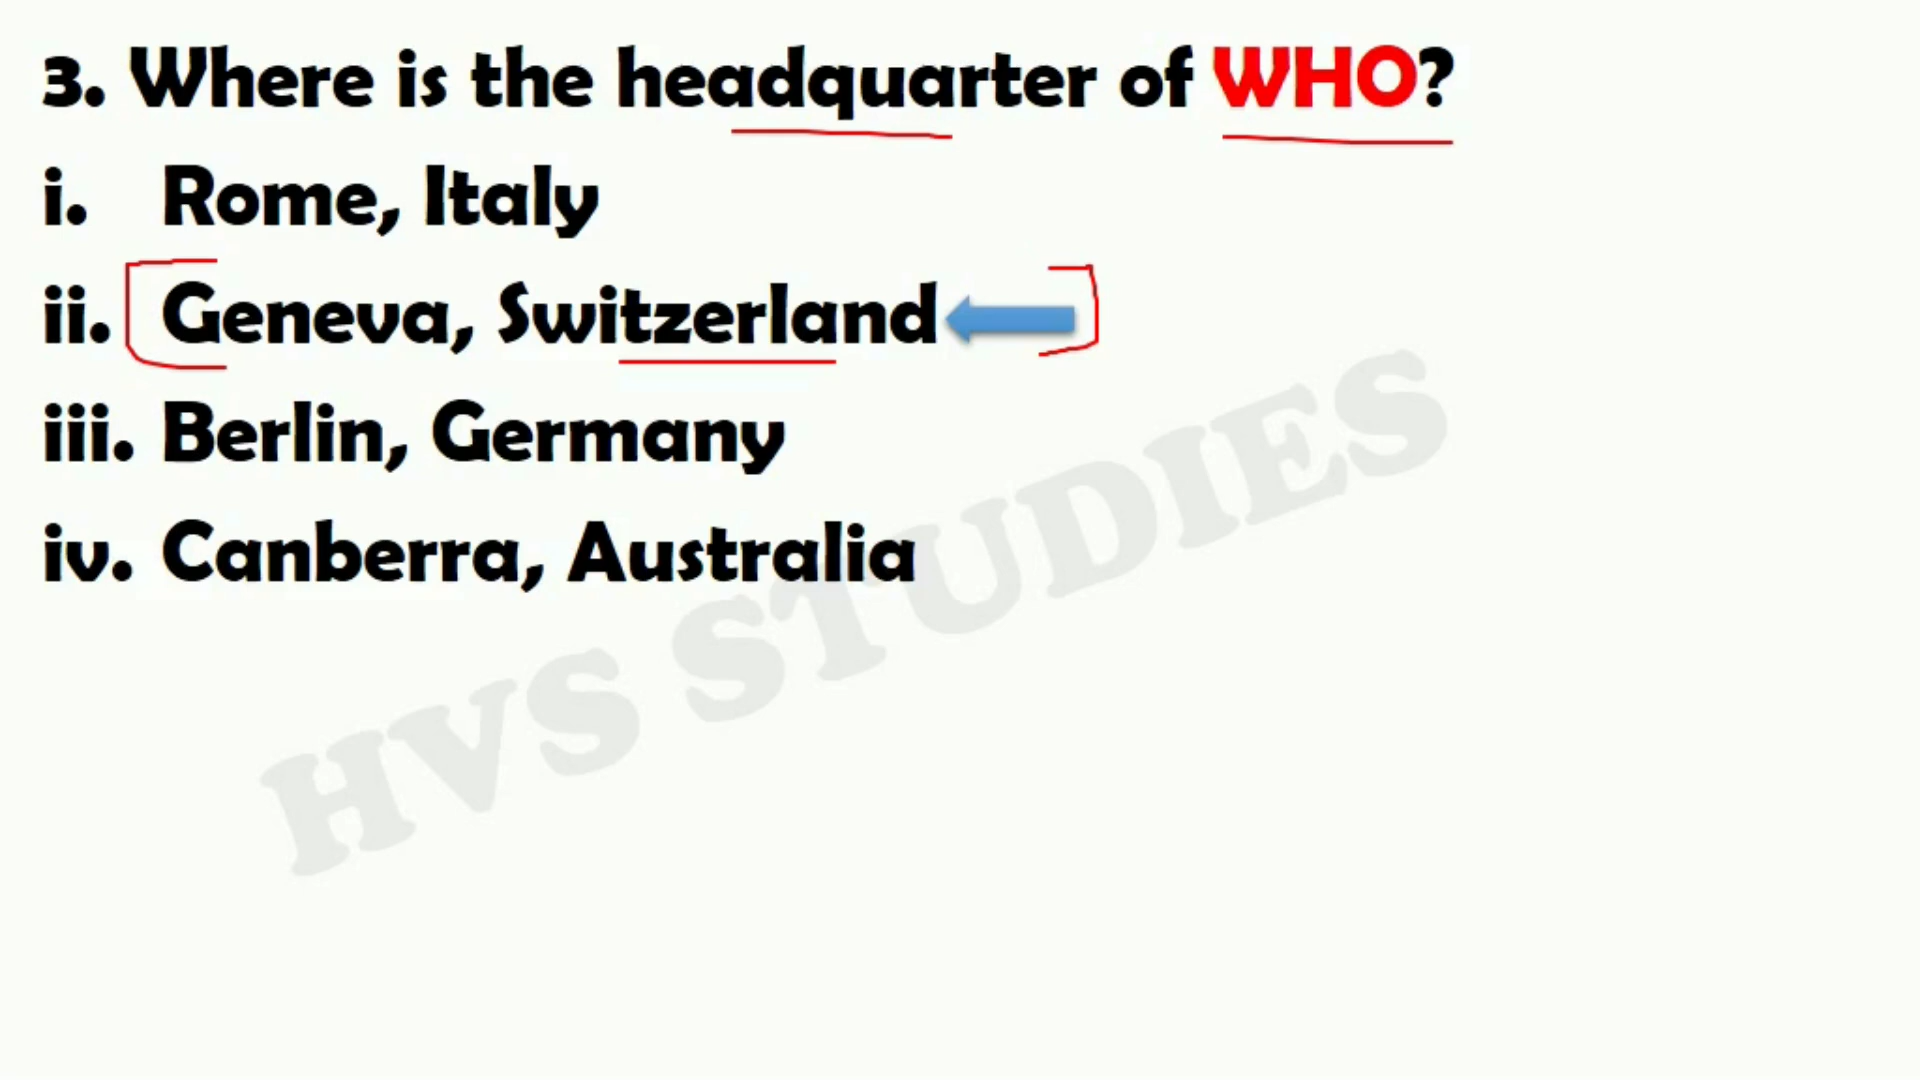 3. Where is the headquarter of WHO?
i. Rome, Italy
ii. Geneva, Switzerland
iii. Berlin, Germany
iv. Canberra, Australia
HVS STUDIES